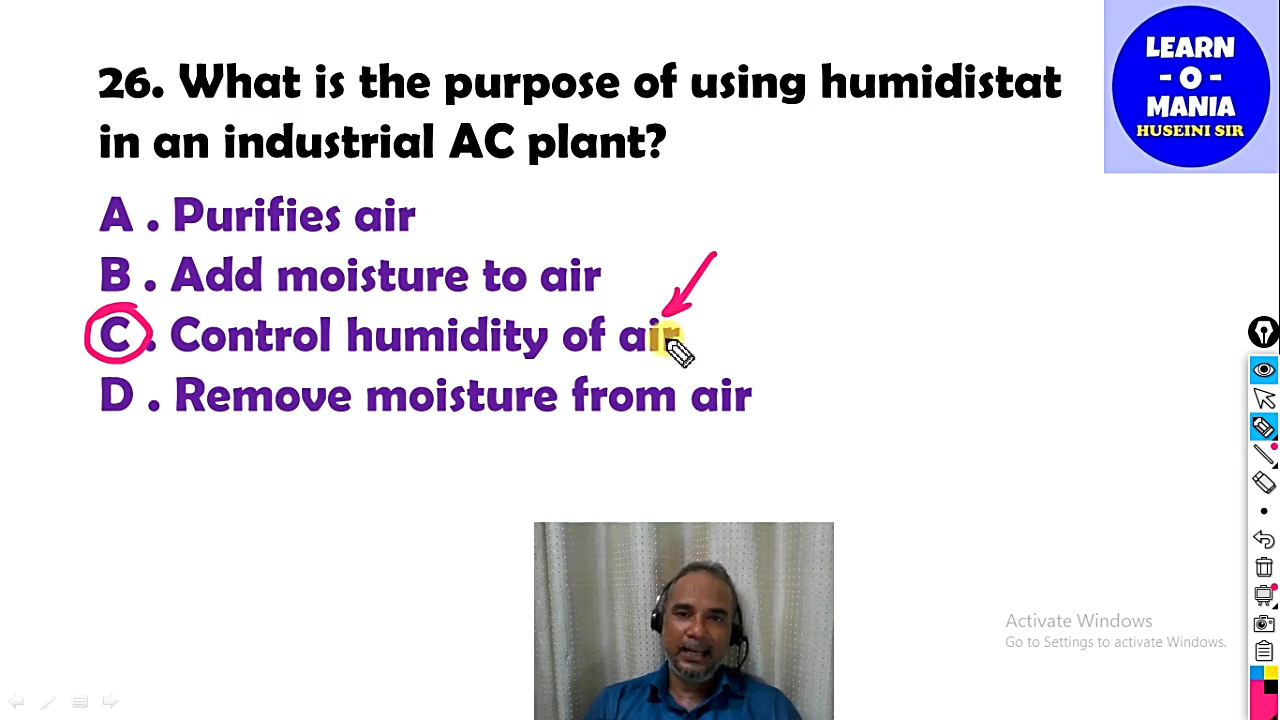 26. What is the purpose of using humidistat
in an industrial AC plant?
A . Purifies air
B . Add moisture to air
C . Control humidity of air
D . Remove moisture from air
LEARN
- O -
MANIA
HUSEINI SIR
Activate Windows
Go to Settings to activate Windows.